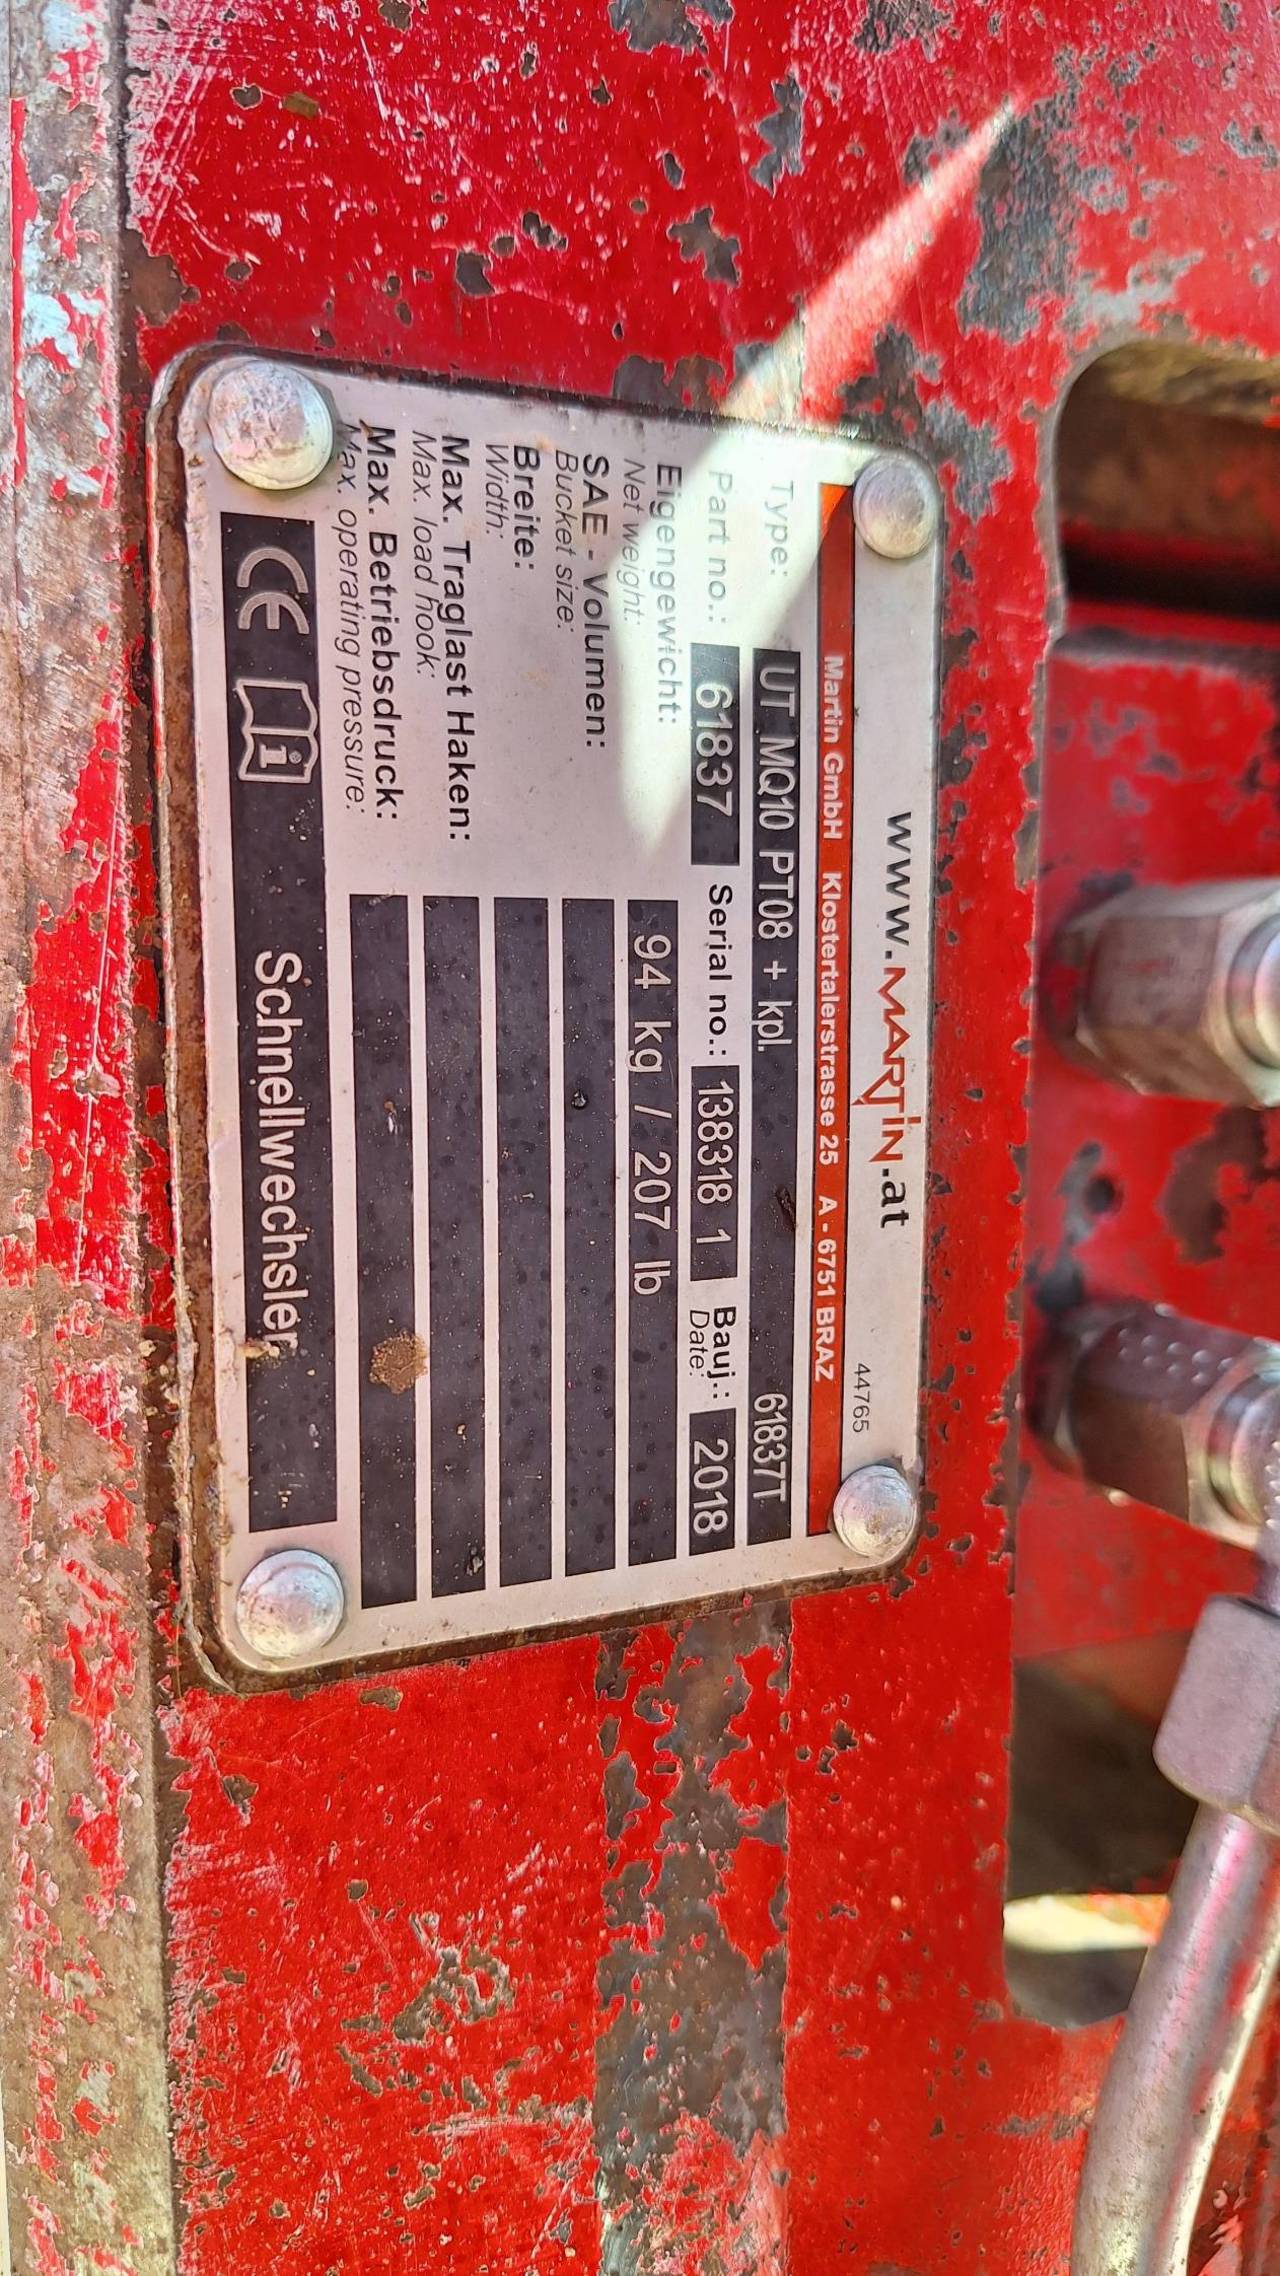 www.MARTIN.at
44765
Martin GmbH Klostertalerstrasse 25 A - 6751 BRAZ
Type: UT MQ10 PT08 + kpl. 61837T
Part no.: 61837 Serial no.: 138318 1 Bauj.: 2018
Date:
Eigengewicht: 94 kg / 207 lb
Net weight:
SAE - Volumen:
Bucket size:
Breite:
Width:
Max. Traglast Haken:
Max. load hook:
Max. Betriebsdruck:
Max. operating pressure:
CE i Schnellwechsler